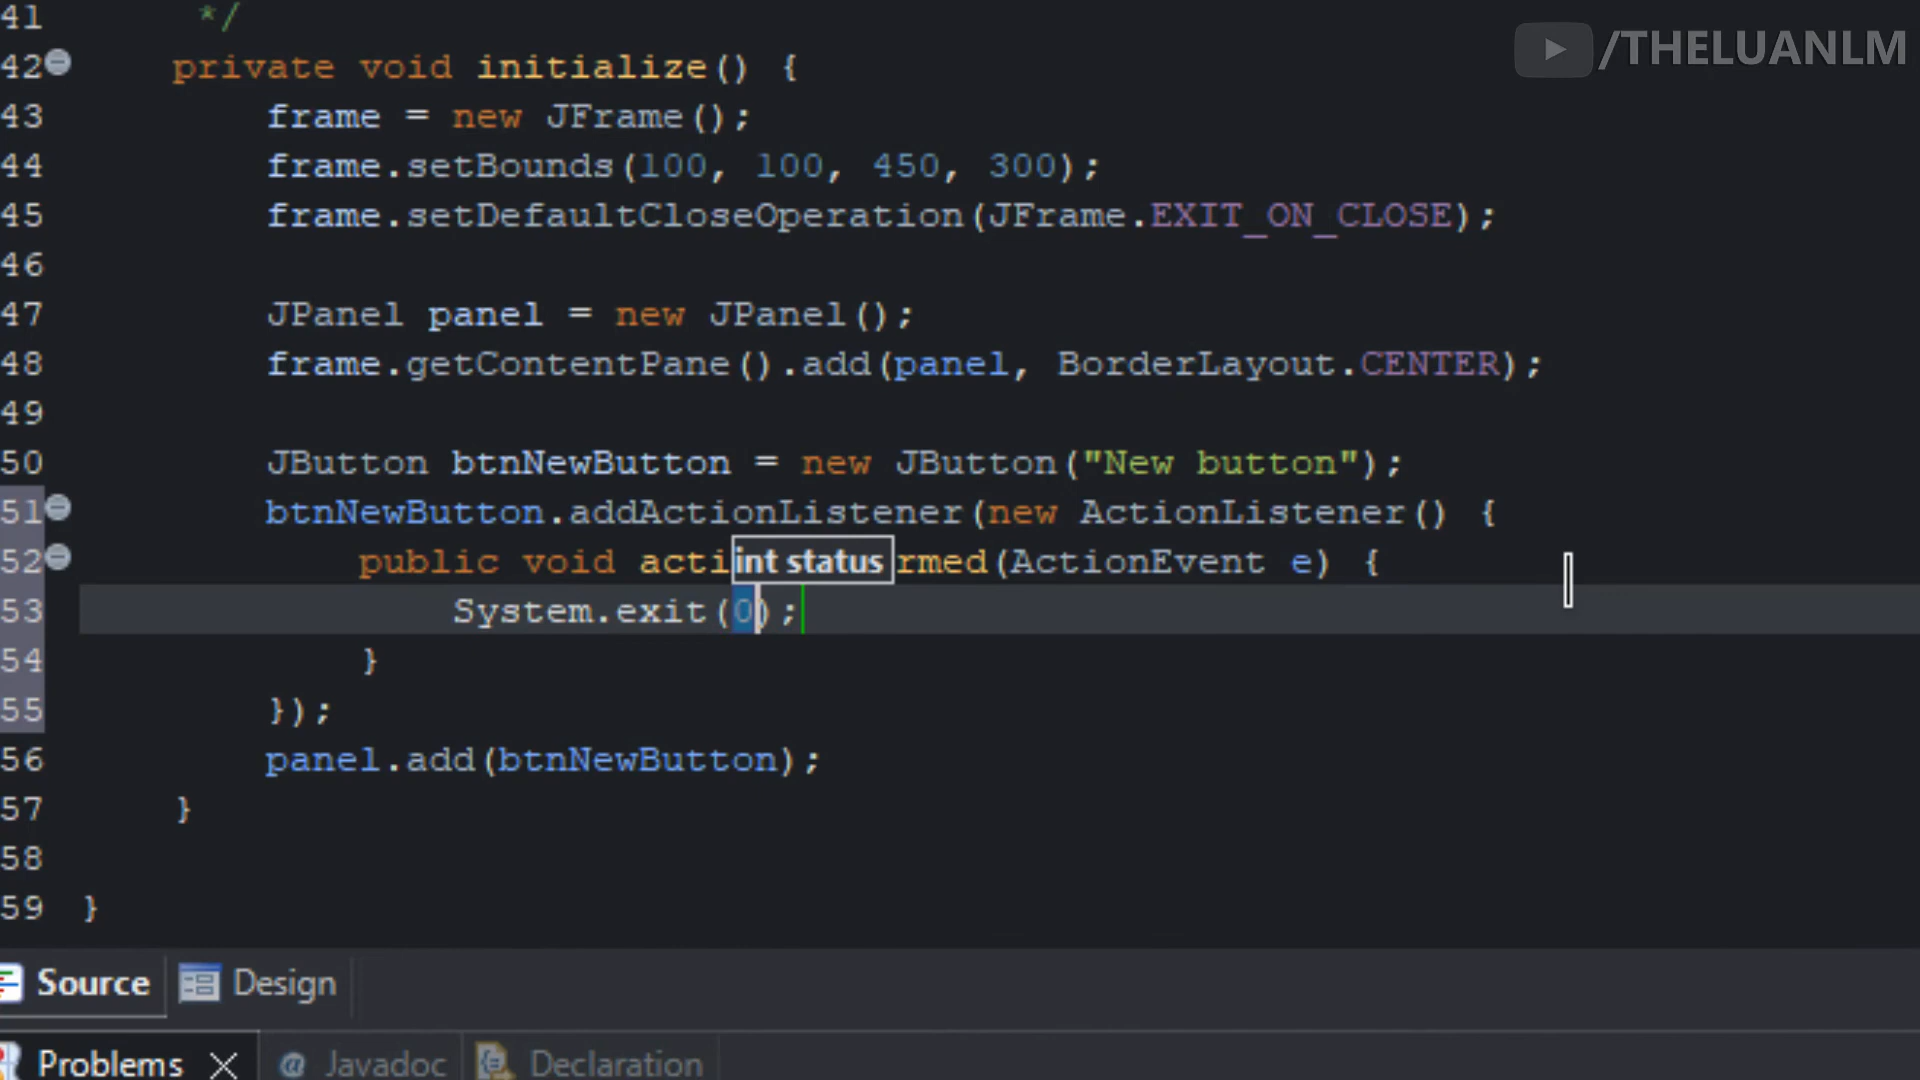 /THELUANLM
41 */
42 private void initialize() {
43 frame = new JFrame();
44 frame.setBounds(100, 100, 450, 300);
45 frame.setDefaultCloseOperation(JFrame.EXIT_ON_CLOSE);
46
47 JPanel panel = new JPanel();
48 frame.getContentPane().add(panel, BorderLayout.CENTER);
49
50 JButton btnNewButton = new JButton("New button");
51 btnNewButton.addActionListener(new ActionListener() {
52 public void acti int status rmed(ActionEvent e) {
53 System.exit(0);
54 }
55 });
56 panel.add(btnNewButton);
57 }
58
59 }
Source Design
Problems @ Javadoc Declaration